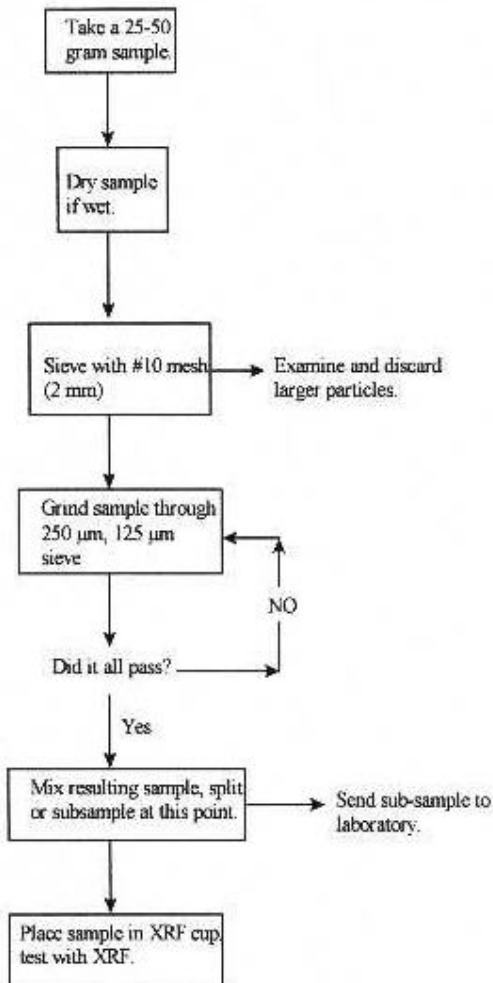 Take a 25-50
gram sample.
Dry sample
if wet.
Sieve with #10 mesh
(2 mm)
Examine and discard
larger particles.
Grind sample through
250 µm, 125 µm
sieve
NO
Did it all pass?
Yes
Mix resulting sample, split
or subsample at this point.
Send sub-sample to
laboratory.
Place sample in XRF cup,
test with XRF.